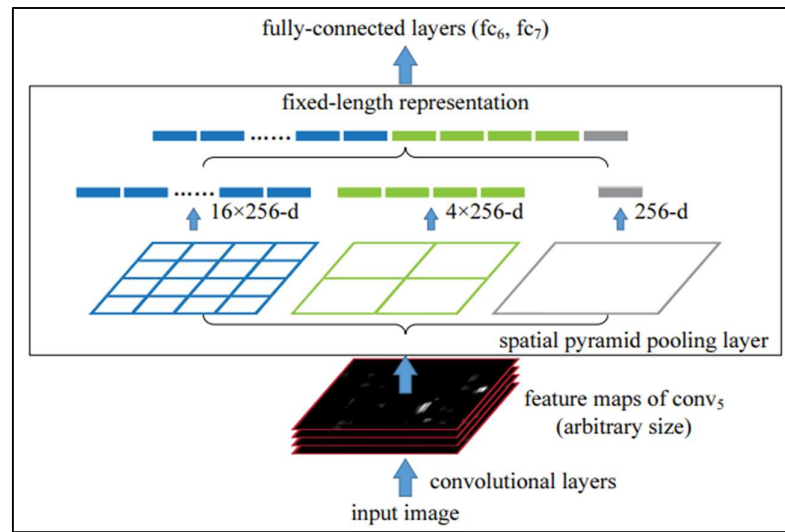 fully-connected layers (fc₆, fc₇)
fixed-length representation
......
......
16×256-d
4×256-d
256-d
spatial pyramid pooling layer
feature maps of conv₅
(arbitrary size)
convolutional layers
input image